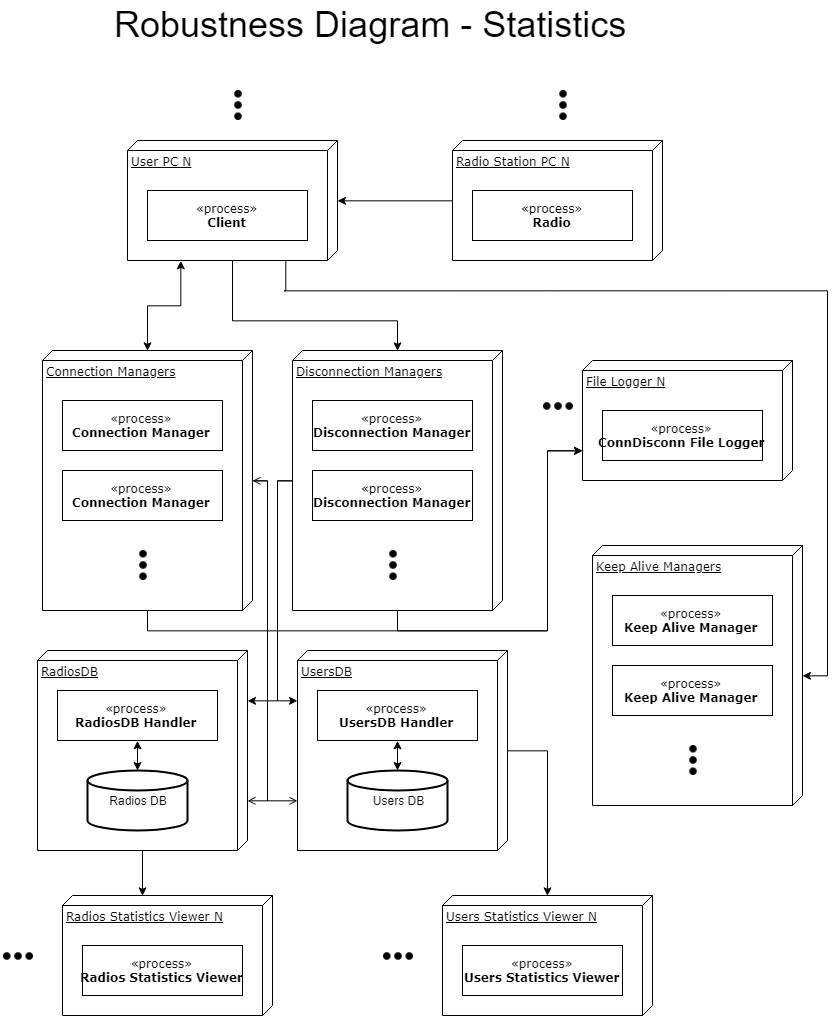 Robustness Diagram - Statistics
User PC N
«process»
Client
Radio Station PC N
«process»
Radio
Connection Managers
«process»
Connection Manager
«process»
Connection Manager
Disconnection Managers
«process»
Disconnection Manager
«process»
Disconnection Manager
File Logger N
«process»
ConnDisconn File Logger
Keep Alive Managers
«process»
Keep Alive Manager
«process»
Keep Alive Manager
RadiosDB
«process»
RadiosDB Handler
Radios DB
UsersDB
«process»
UsersDB Handler
Users DB
Radios Statistics Viewer N
«process»
Radios Statistics Viewer
Users Statistics Viewer N
«process»
Users Statistics Viewer